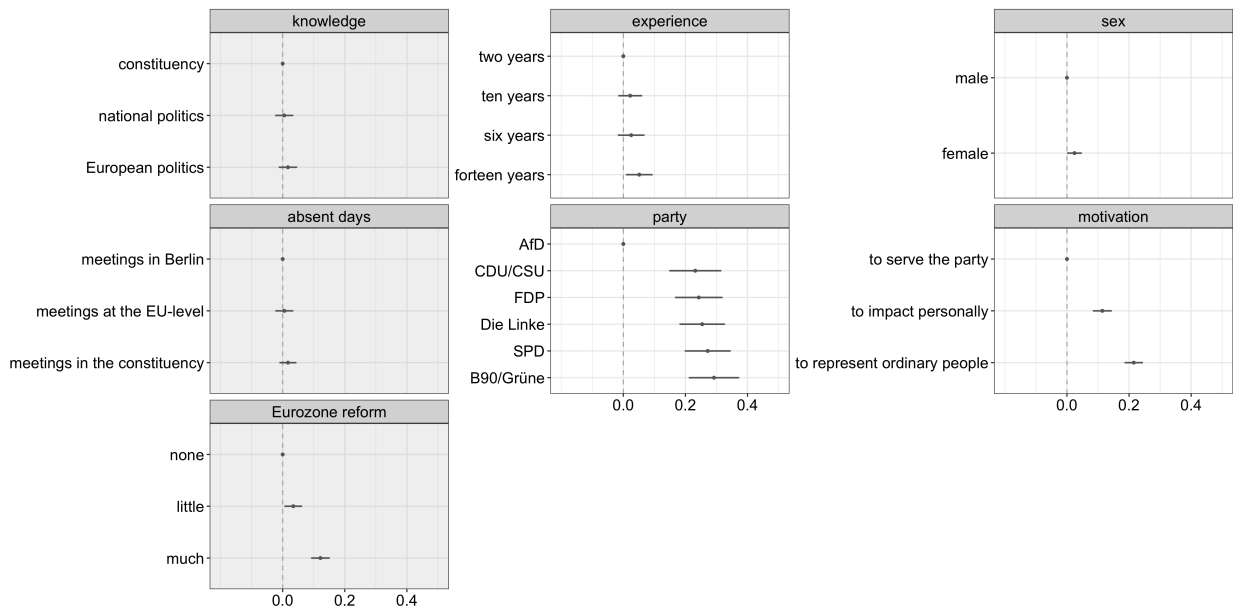 knowledge
constituency
national politics
European politics
experience
two years
ten years
six years
forteen years
sex
male
female
absent days
meetings in Berlin
meetings at the EU-level
meetings in the constituency
party
AfD
CDU/CSU
FDP
Die Linke
SPD
B90/Grüne
0.0 0.2 0.4
motivation
to serve the party
to impact personally
to represent ordinary people
0.0 0.2 0.4
Eurozone reform
none
little
much
0.0 0.2 0.4